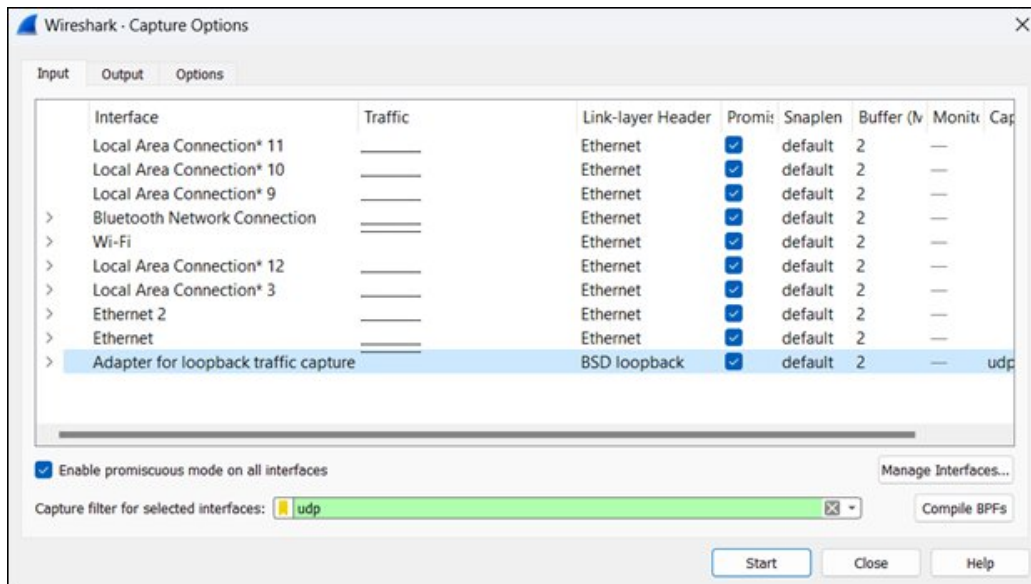 Wireshark · Capture Options
Input Output Options
Interface Traffic Link-layer Header Promis Snaplen Buffer (M Monito Cap
Local Area Connection* 11 Ethernet default 2 —
Local Area Connection* 10 Ethernet default 2 —
Local Area Connection* 9 Ethernet default 2 —
Bluetooth Network Connection Ethernet default 2 —
Wi-Fi Ethernet default 2 —
Local Area Connection* 12 Ethernet default 2 —
Local Area Connection* 3 Ethernet default 2 —
Ethernet 2 Ethernet default 2 —
Ethernet Ethernet default 2 —
Adapter for loopback traffic capture BSD loopback default 2 — udp
Enable promiscuous mode on all interfaces Manage Interfaces...
Capture filter for selected interfaces: udp Compile BPFs
Start Close Help